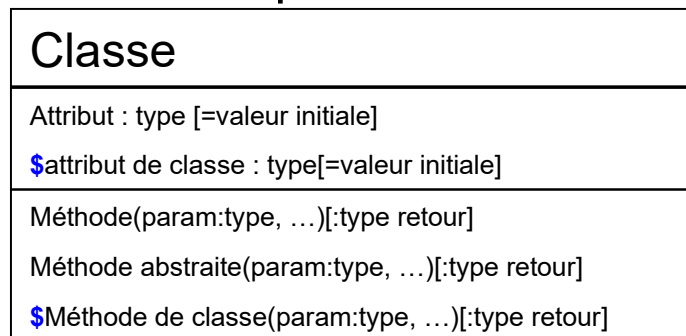 Classe
Attribut : type [=valeur initiale]
$attribut de classe : type[=valeur initiale]
Méthode(param:type, …)[:type retour]
Méthode abstraite(param:type, …)[:type retour]
$Méthode de classe(param:type, …)[:type retour]